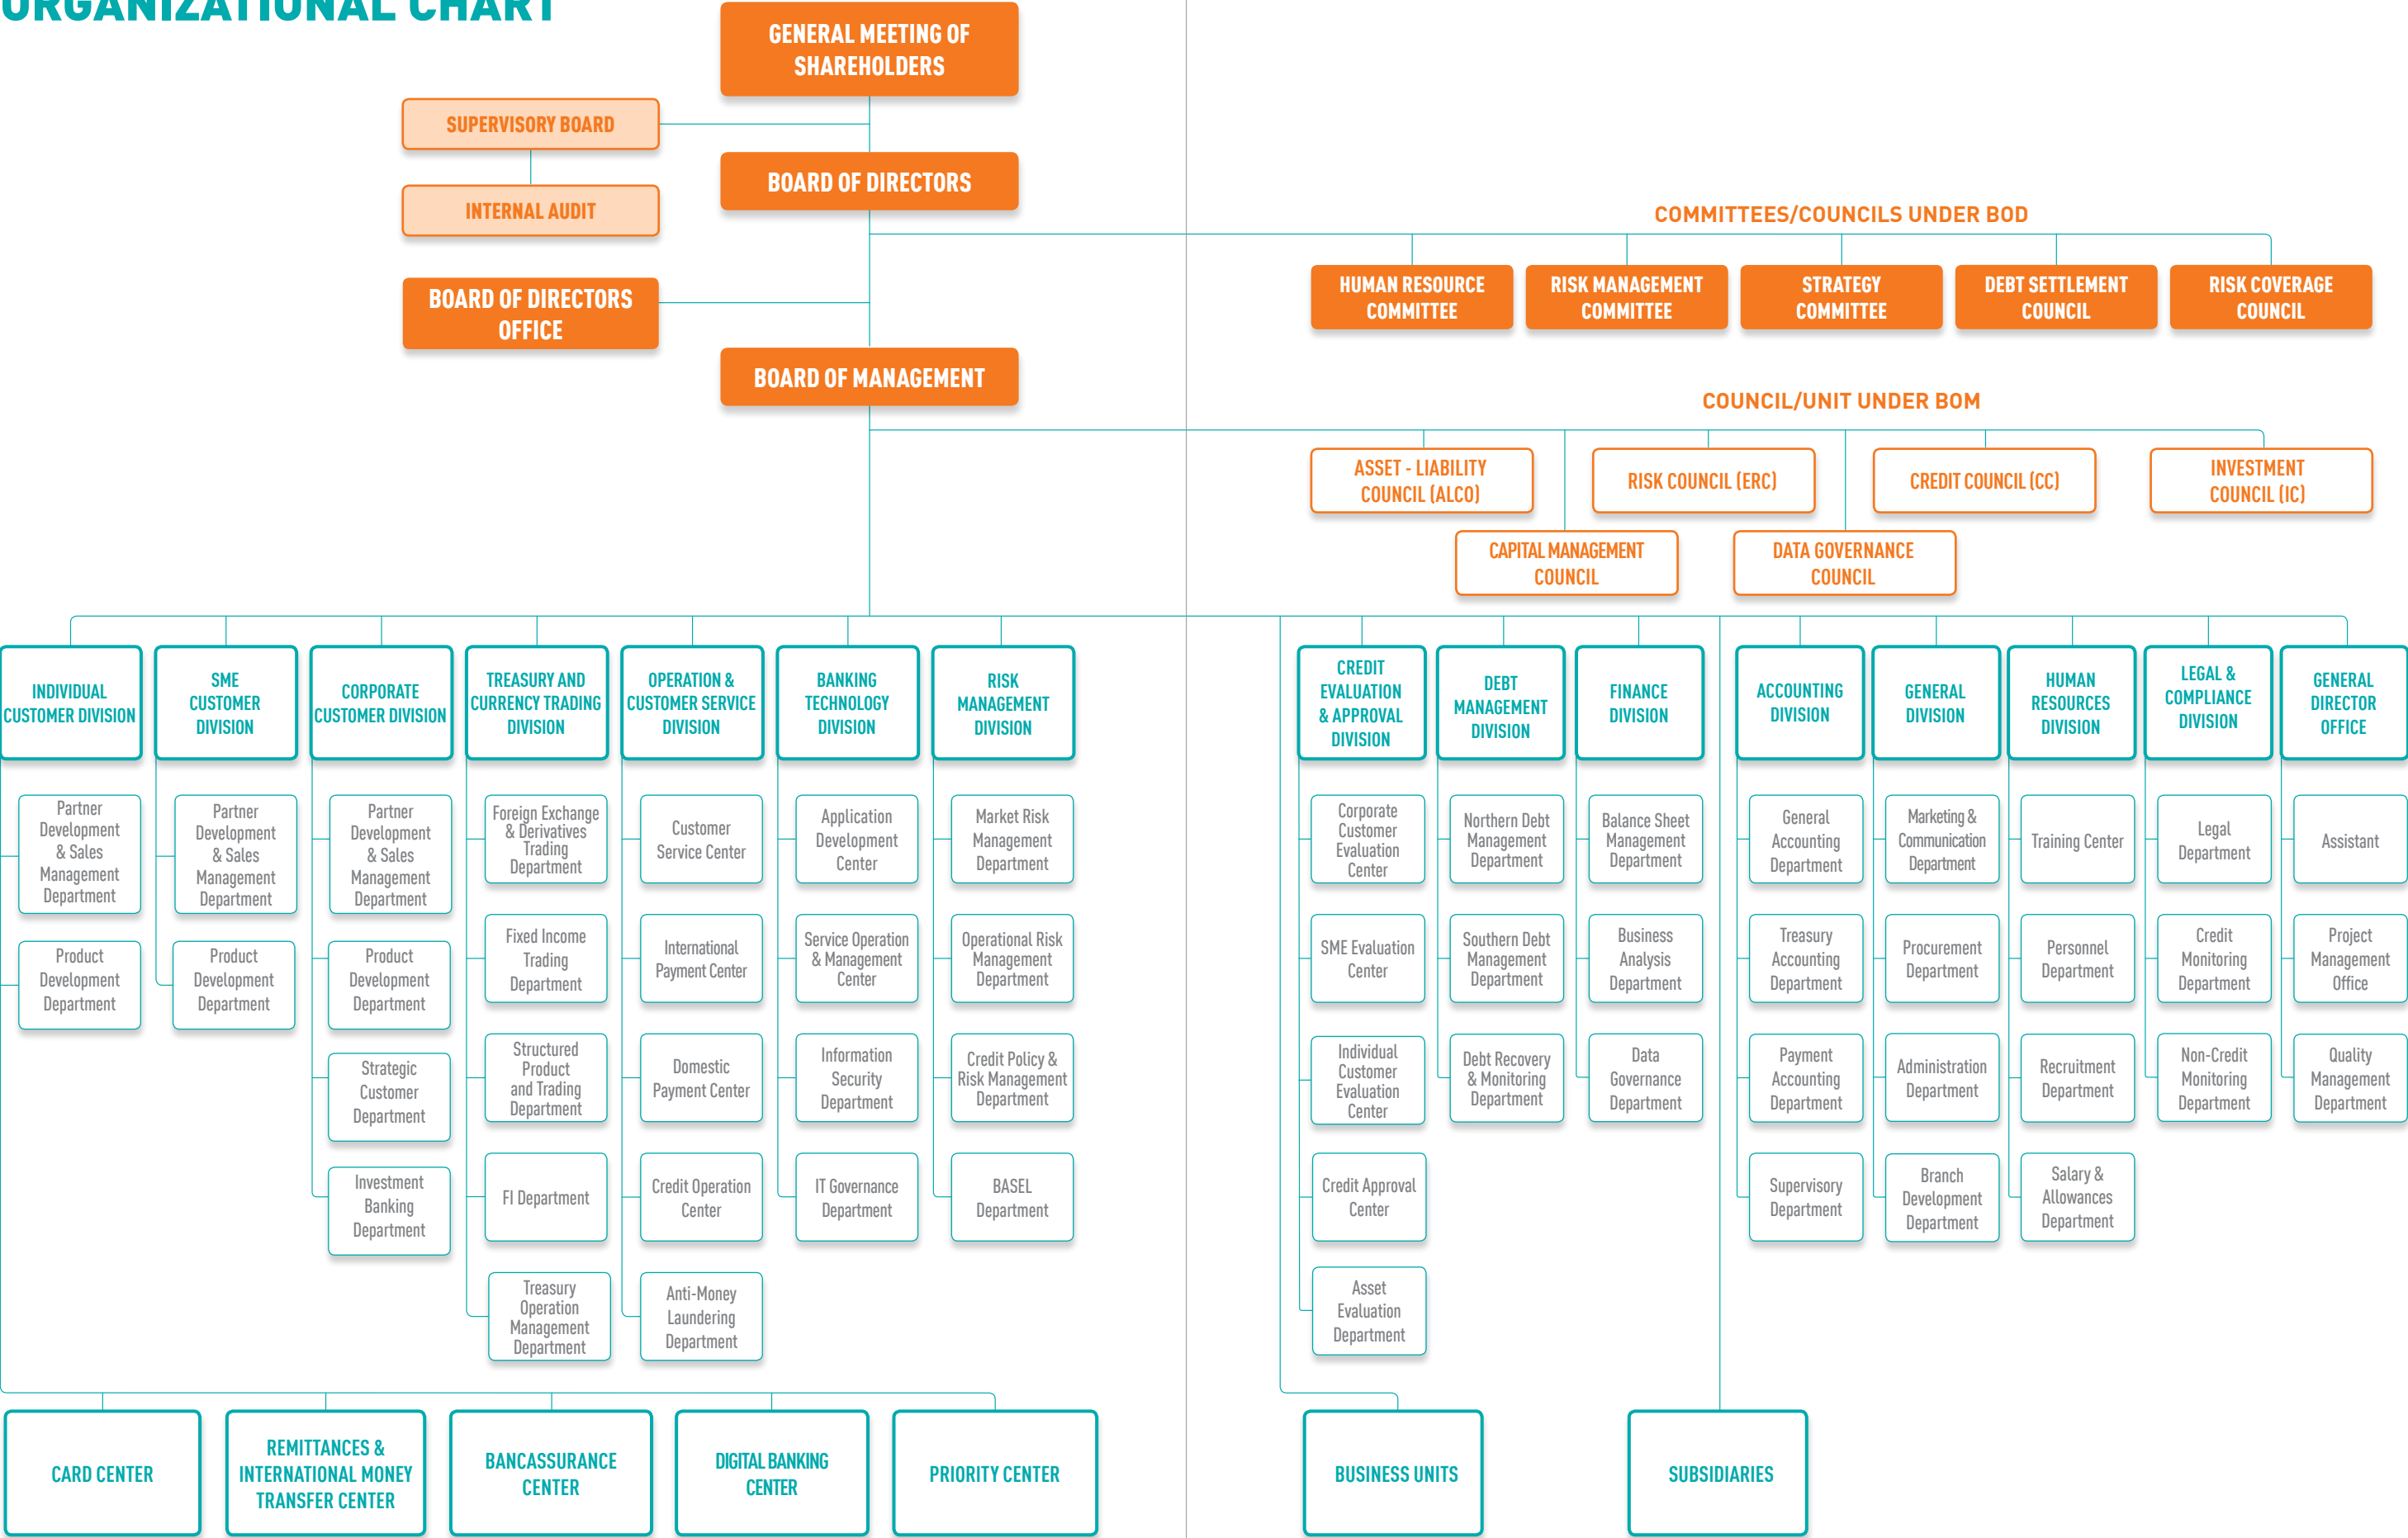 ORGANIZATIONAL CHART
GENERAL MEETING OF
SHAREHOLDERS
SUPERVISORY BOARD
INTERNAL AUDIT
BOARD OF DIRECTORS
BOARD OF DIRECTORS
OFFICE
BOARD OF MANAGEMENT
COMMITTEES/COUNCILS UNDER BOD
HUMAN RESOURCE
COMMITTEE
RISK MANAGEMENT
COMMITTEE
STRATEGY
COMMITTEE
DEBT SETTLEMENT
COUNCIL
RISK COVERAGE
COUNCIL
COUNCIL/UNIT UNDER BOM
ASSET - LIABILITY
COUNCIL (ALCO)
RISK COUNCIL (ERC)
CREDIT COUNCIL (CC)
INVESTMENT
COUNCIL (IC)
CAPITAL MANAGEMENT
COUNCIL
DATA GOVERNANCE
COUNCIL
INDIVIDUAL
CUSTOMER DIVISION
Partner
Development
& Sales
Management
Department
Product
Development
Department
SME
CUSTOMER
DIVISION
Partner
Development
& Sales
Management
Department
Product
Development
Department
CORPORATE
CUSTOMER DIVISION
Partner
Development
& Sales
Management
Department
Product
Development
Department
Strategic
Customer
Department
Investment
Banking
Department
TREASURY AND
CURRENCY TRADING
DIVISION
Foreign Exchange
& Derivatives
Trading
Department
Fixed Income
Trading
Department
Structured
Product
and Trading
Department
FI Department
Treasury
Operation
Management
Department
OPERATION &
CUSTOMER SERVICE
DIVISION
Customer
Service Center
International
Payment Center
Domestic
Payment Center
Credit Operation
Center
Anti-Money
Laundering
Department
BANKING
TECHNOLOGY
DIVISION
Application
Development
Center
Service Operation
& Management
Center
Information
Security
Department
IT Governance
Department
RISK
MANAGEMENT
DIVISION
Market Risk
Management
Department
Operational Risk
Management
Department
Credit Policy &
Risk Management
Department
BASEL
Department
CREDIT
EVALUATION
& APPROVAL
DIVISION
Corporate
Customer
Evaluation
Center
SME Evaluation
Center
Individual
Customer
Evaluation
Center
Credit Approval
Center
Asset
Evaluation
Department
DEBT
MANAGEMENT
DIVISION
Northern Debt
Management
Department
Southern Debt
Management
Department
Debt Recovery
& Monitoring
Department
FINANCE
DIVISION
Balance Sheet
Management
Department
Business
Analysis
Department
Data
Governance
Department
ACCOUNTING
DIVISION
General
Accounting
Department
Treasury
Accounting
Department
Payment
Accounting
Department
Supervisory
Department
GENERAL
DIVISION
Marketing &
Communication
Department
Procurement
Department
Administration
Department
Branch
Development
Department
HUMAN
RESOURCES
DIVISION
Training Center
Personnel
Department
Recruitment
Department
Salary &
Allowances
Department
LEGAL &
COMPLIANCE
DIVISION
Legal
Department
Credit
Monitoring
Department
Non-Credit
Monitoring
Department
GENERAL
DIRECTOR
OFFICE
Assistant
Project
Management
Office
Quality
Management
Department
CARD CENTER
REMITTANCES &
INTERNATIONAL MONEY
TRANSFER CENTER
BANCASSURANCE
CENTER
DIGITAL BANKING
CENTER
PRIORITY CENTER
BUSINESS UNITS
SUBSIDIARIES